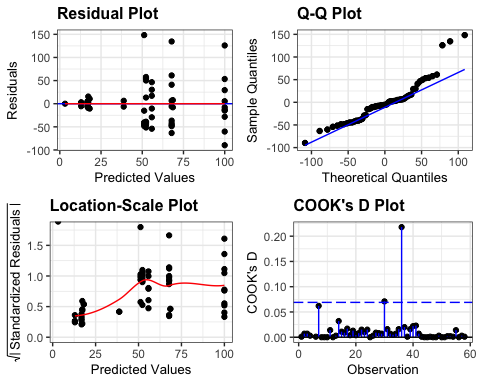 Residual Plot
150
100
50
0
-50
-100
Residuals
0 25 50 75 100
Predicted Values
Q-Q Plot
150
100
50
0
-50
-100
Sample Quantiles
-100 -50 0 50 100
Theoretical Quantiles
Location-Scale Plot
1.5
1.0
0.5
0.0
√| Standardized Residuals |
0 25 50 75 100
Predicted Values
COOK's D Plot
0.20
0.15
0.10
0.05
0.00
COOK's D
0 20 40 60
Observation